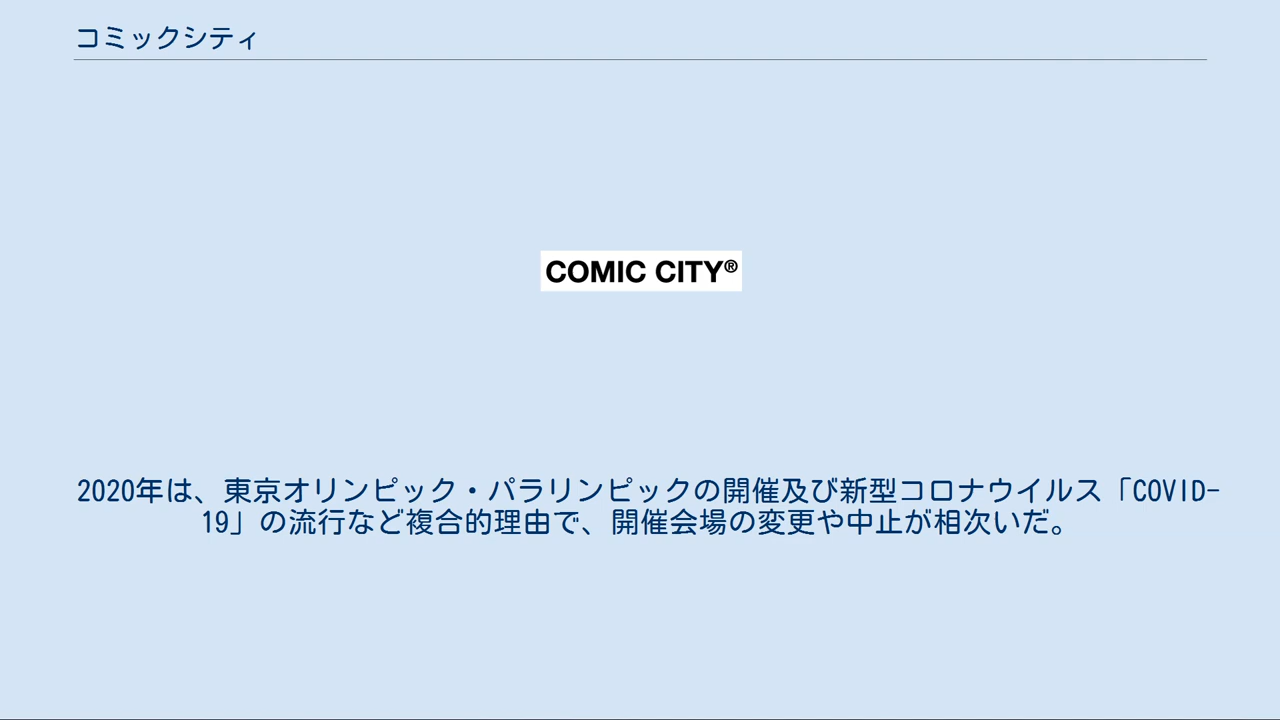 コミックシティ
COMIC CITY®
2020年は、東京オリンピック・パラリンピックの開催及び新型コロナウイルス「COVID-
19」の流行など複合的理由で、開催会場の変更や中止が相次いだ。